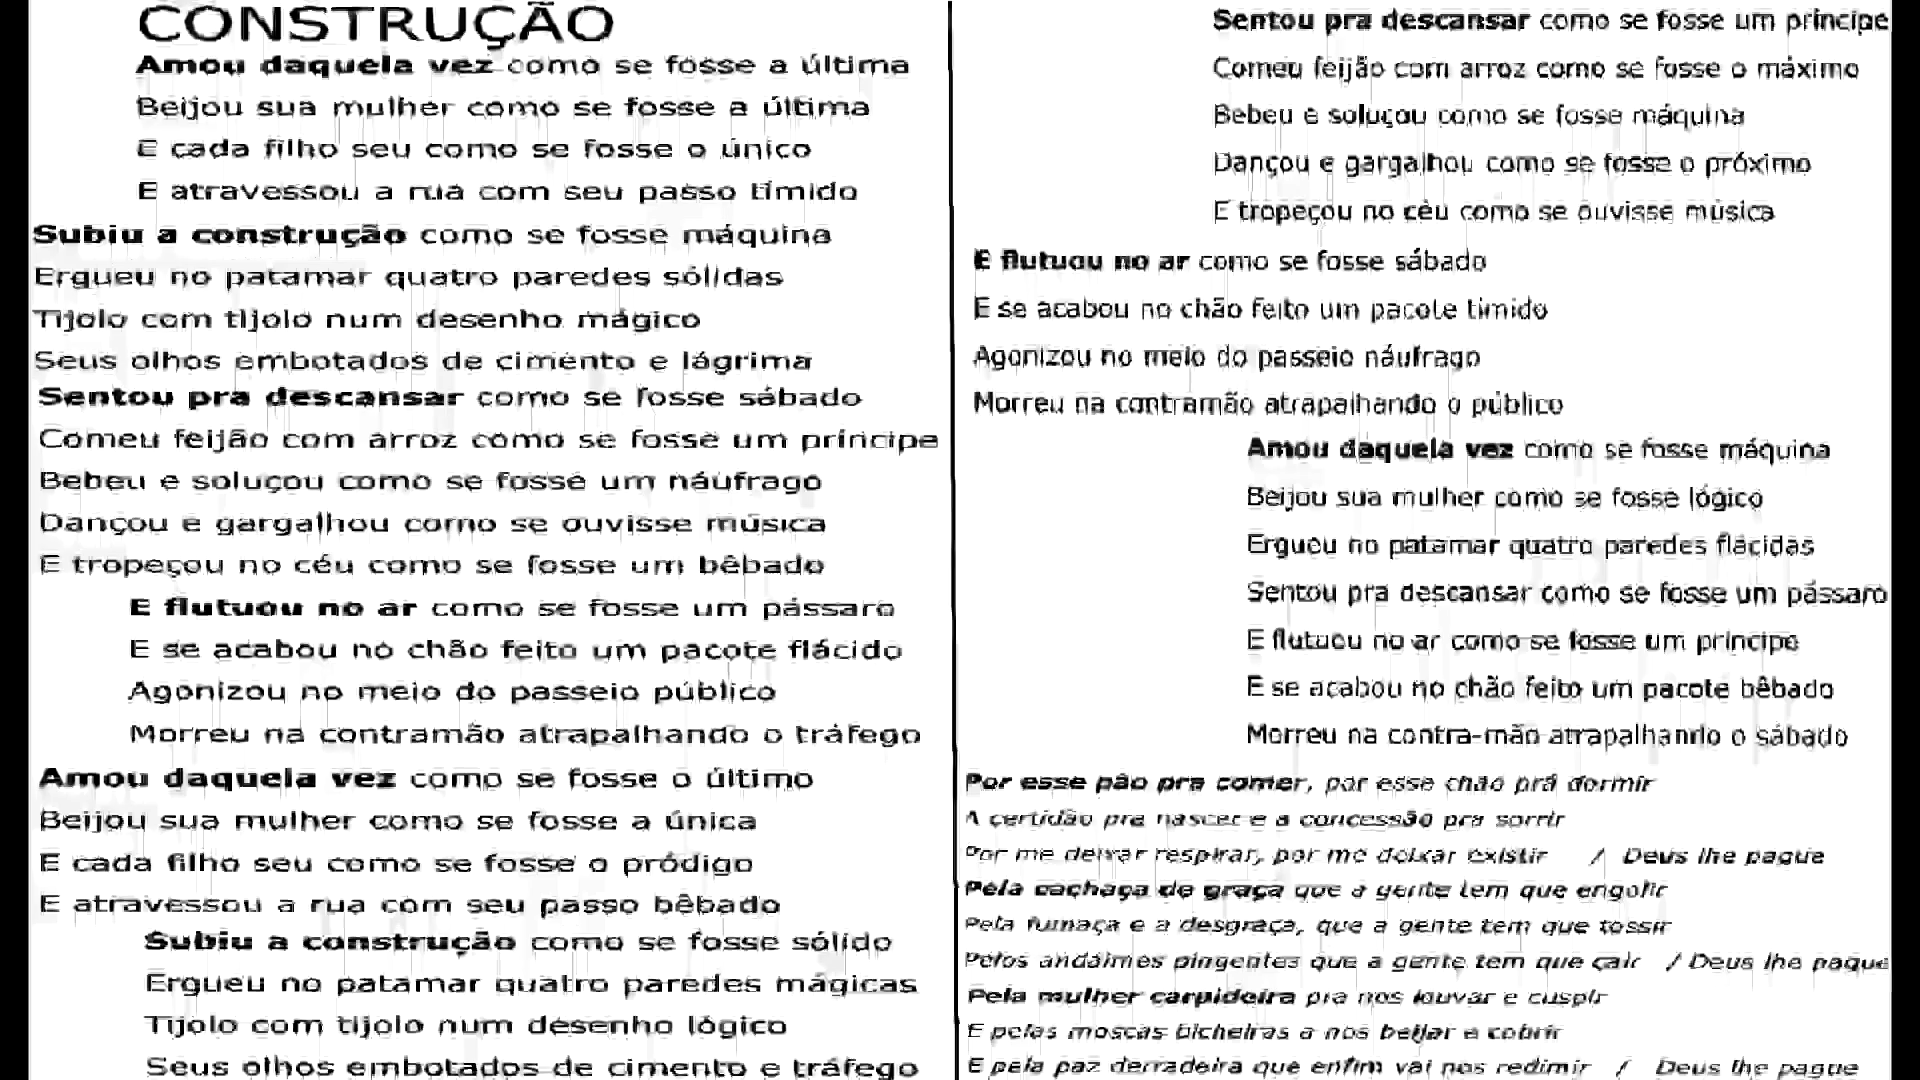 CONSTRUÇÃO
Amou daquela vez como se fosse a última
Beijou sua mulher como se fosse a última
E cada filho seu como se fosse o único
E atravessou a rua com seu passo tímido
Subiu a construção como se fosse máquina
Ergueu no patamar quatro paredes sólidas
Tijolo com tijolo num desenho mágico
Seus olhos embotados de cimento e lágrima
Sentou pra descansar como se fosse sábado
Comeu feijão com arroz como se fosse um príncipe
Bebeu e soluçou como se fosse um náufrago
Dançou e gargalhou como se ouvisse música
E tropeçou no céu como se fosse um bêbado
E flutuou no ar como se fosse um pássaro
E se acabou no chão feito um pacote flácido
Agonizou no meio do passeio público
Morreu na contramão atrapalhando o tráfego
Amou daquela vez como se fosse o último
Beijou sua mulher como se fosse a única
E cada filho seu como se fosse o pródigo
E atravessou a rua com seu passo bêbado
Subiu a construção como se fosse sólido
Ergueu no patamar quatro paredes mágicas
Tijolo com tijolo num desenho lógico
Seus olhos embotados de cimento e tráfego
Sentou pra descansar como se fosse um príncipe
Comeu feijão com arroz como se fosse o máximo
Bebeu e soluçou como se fosse máquina
Dançou e gargalhou como se fosse o próximo
E tropeçou no céu como se ouvisse música
E flutuou no ar como se fosse sábado
E se acabou no chão feito um pacote tímido
Agonizou no meio do passeio náufrago
Morreu na contramão atrapalhando o público
Amou daquela vez como se fosse máquina
Beijou sua mulher como se fosse lógico
Ergueu no patamar quatro paredes flácidas
Sentou pra descansar como se fosse um pássaro
E flutuou no ar como se fosse um príncipe
E se acabou no chão feito um pacote bêbado
Morreu na contra-mão atrapalhando o sábado
Por esse pão pra comer, por esse chão prá dormir
A certidão pra nascer e a concessão pra sorrir
Por me deixar respirar, por me deixar existir / Deus lhe pague
Pela cachaça de graça que a gente tem que engolir
Pela fumaça e a desgraça, que a gente tem que tossir
Pelos andaimes pingentes que a gente tem que cair / Deus lhe pague
Pela mulher carpideira pra nos louvar e cuspir
E pelas moscas bicheiras a nos beijar e cobrir
E pela paz derradeira que enfim vai nos redimir / Deus lhe pague